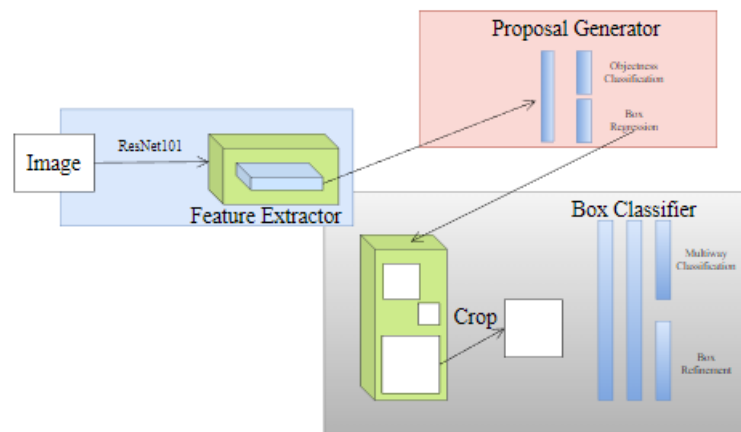 Proposal Generator
Objectness
Classification
Box
Regression
Image
ResNet101
Feature Extractor
Box Classifier
Multiway
Classification
Crop
Box
Refinement